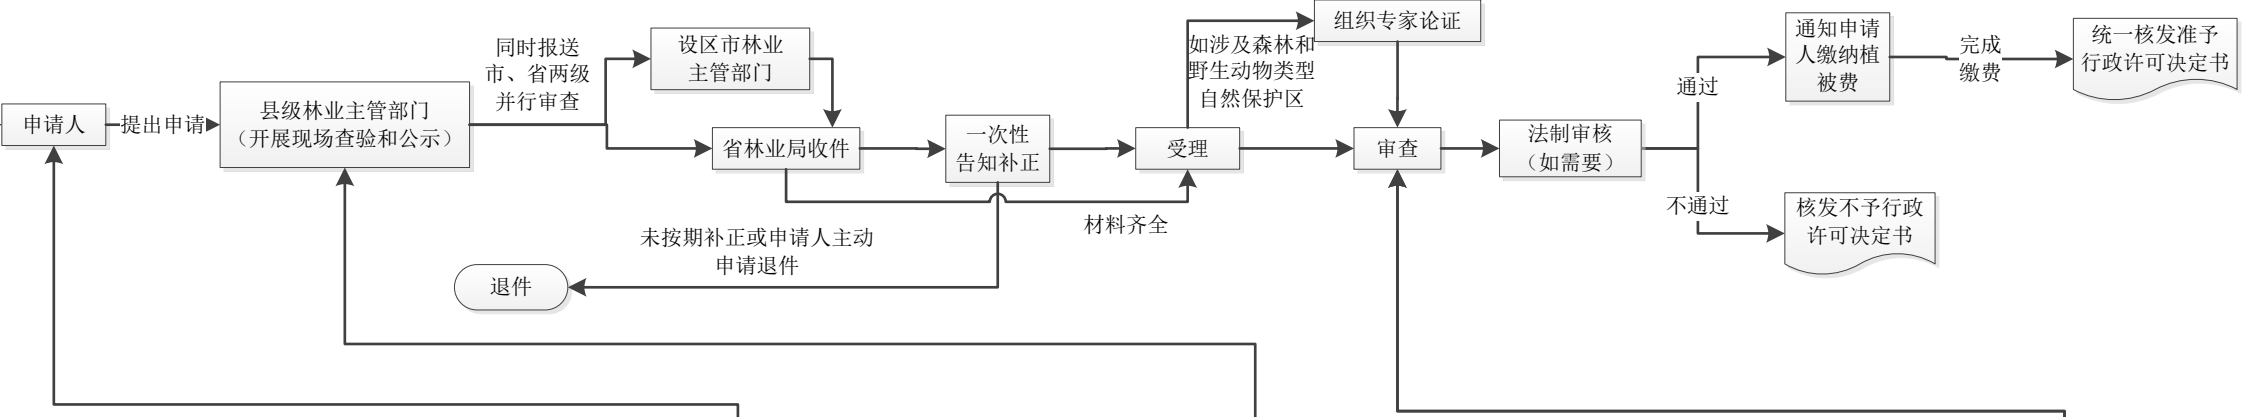 申请人
提出申请
县级林业主管部门
（开展现场查验和公示）
同时报送
市、省两级
并行审查
设区市林业
主管部门
省林业局收件
一次性
告知补正
未按期补正或申请人主动
申请退件
退件
材料齐全
受理
如涉及森林和
野生动物类型
自然保护区
组织专家论证
审查
法制审核
（如需要）
通过
通知申请
人缴纳植
被费
完成
缴费
统一核发准予
行政许可决定书
不通过
核发不予行政
许可决定书